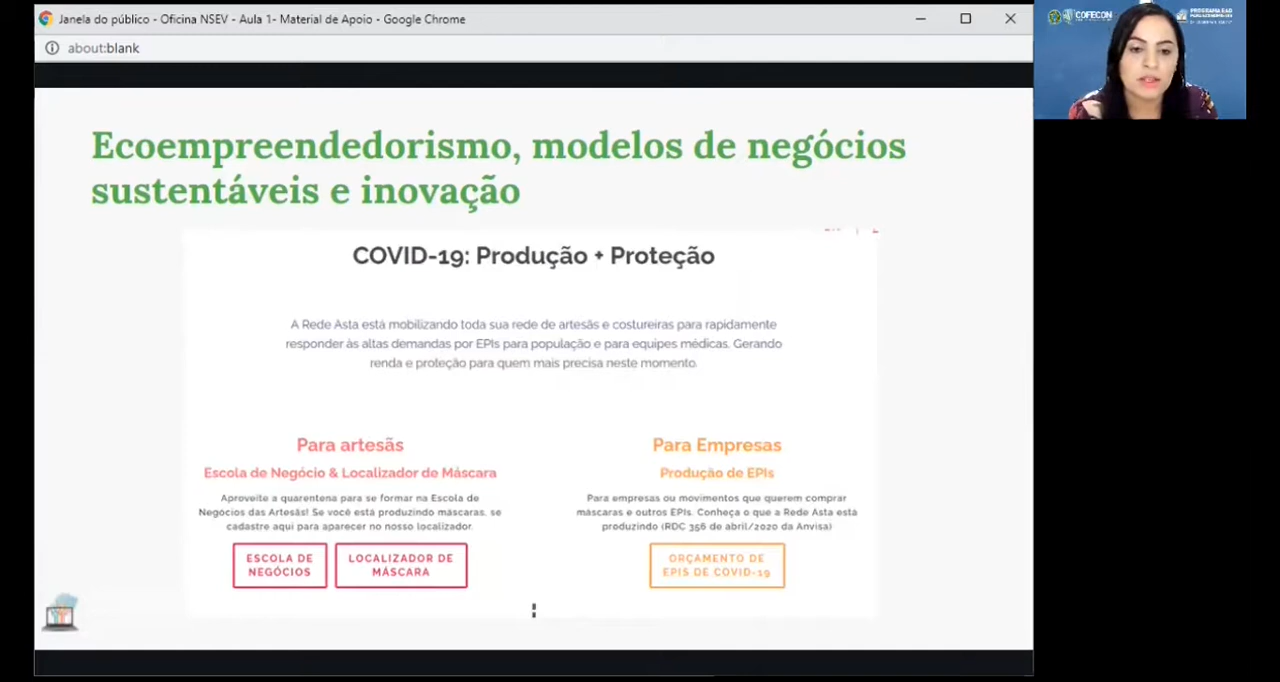 Janela do público - Oficina NSEV - Aula 1- Material de Apoio - Google Chrome
about:blank
COFECON
Ecoempreendedorismo, modelos de negócios
sustentáveis e inovação
COVID-19: Produção + Proteção
A Rede Asta está mobilizando toda sua rede de artesãs e costureiras para rapidamente
responder às altas demandas por EPIs para população e para equipes médicas. Gerando
renda e proteção para quem mais precisa neste momento.
Para artesãs
Escola de Negócio & Localizador de Máscara
Aproveite a quarentena para se formar na Escola de
Negócios das Artesãs! Se você está produzindo máscaras, se
cadastre aqui para aparecer no nosso localizador.
ESCOLA DE
NEGÓCIOS
LOCALIZADOR DE
MÁSCARA
Para Empresas
Produção de EPIs
Para empresas ou movimentos que querem comprar
máscaras e outros EPIs. Conheça o que a Rede Asta está
produzindo (RDC 356 de abril/2020 da Anvisa)
ORÇAMENTO DE
EPIS DE COVID-19